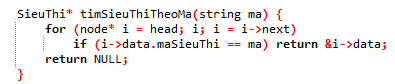 SieuThi* timSieuThiTheoMa(string ma) {
for (node* i = head; i; i = i->next)
if (i->data.maSieuThi == ma) return &i->data;
return NULL;
}